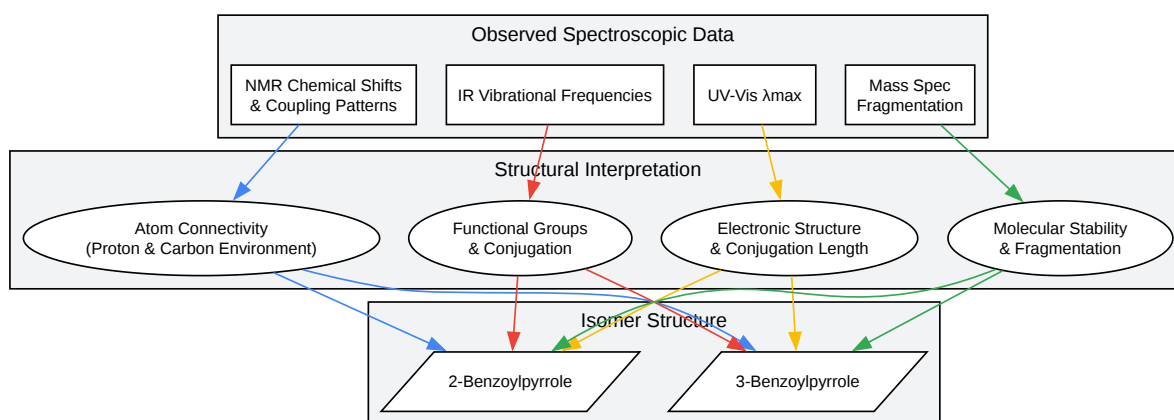 Observed Spectroscopic Data
NMR Chemical Shifts
& Coupling Patterns
IR Vibrational Frequencies
UV-Vis λmax
Mass Spec
Fragmentation
Structural Interpretation
Atom Connectivity
(Proton & Carbon Environment)
Functional Groups
& Conjugation
Electronic Structure
& Conjugation Length
Molecular Stability
& Fragmentation
Isomer Structure
2-Benzoylpyrrole
3-Benzoylpyrrole